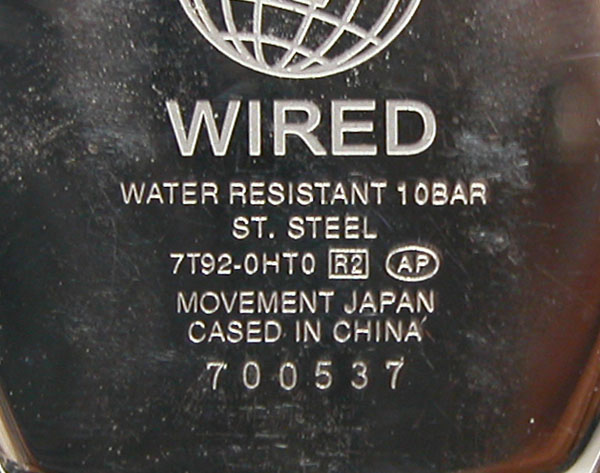 WIRED
WATER RESISTANT 10BAR
ST. STEEL
7T92-0HT0 R2 AP
MOVEMENT JAPAN
CASED IN CHINA
700537